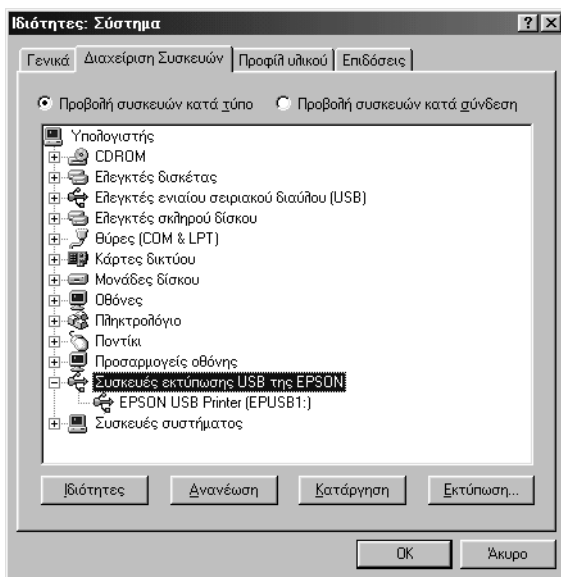 Ιδιότητες: Σύστημα
Γενικά Διαχείριση Συσκευών Προφίλ υλικού Επιδόσεις
Προβολή συσκευών κατά τύπο Προβολή συσκευών κατά σύνδεση
Υπολογιστής
CDROM
Ελεγκτές δισκέτας
Ελεγκτές ενιαίου σειριακού διαύλου (USB)
Ελεγκτές σκληρού δίσκου
Θύρες (COM & LPT)
Κάρτες δικτύου
Μονάδες δίσκου
Οθόνες
Πληκτρολόγιο
Ποντίκι
Προσαρμογείς οθόνης
Συσκευές εκτύπωσης USB της EPSON
EPSON USB Printer (EPUSB1:)
Συσκευές συστήματος
Ιδιότητες Ανανέωση Κατάργηση Εκτύπωση...
OK Άκυρο